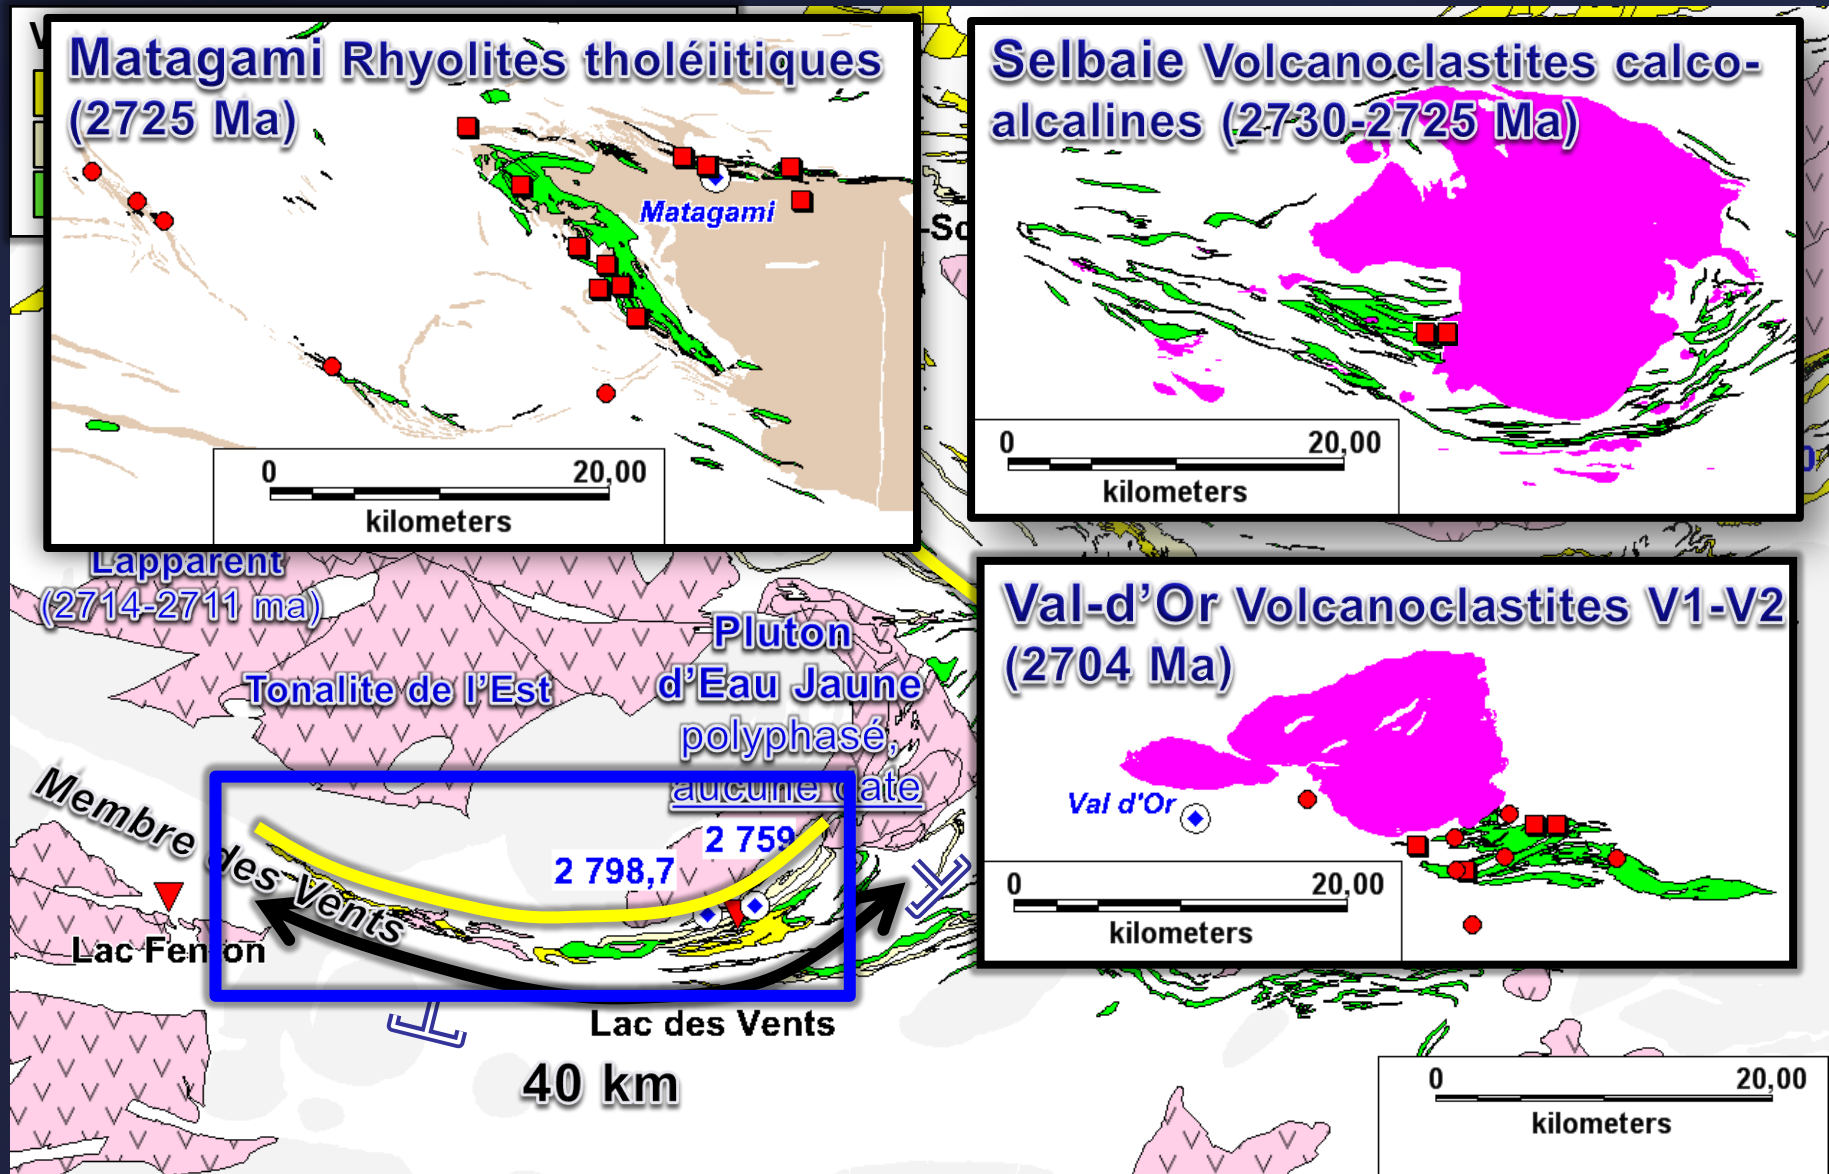 V
Matagami Rhyolites tholéiitiques
(2725 Ma)
Matagami
0 20,00
kilometers
Selbaie Volcanoclastites calco-
alcalines (2730-2725 Ma)
0 20,00
kilometers
Lapparent
(2714-2711 ma)
Tonalite de l'Est
Pluton
d'Eau Jaune
polyphasé,
aucune date
Membre des Vents
2 759
2 798,7
Lac Fenton
Lac des Vents
40 km
Val-d'Or Volcanoclastites V1-V2
(2704 Ma)
Val d'Or
0 20,00
kilometers
0 20,00
kilometers